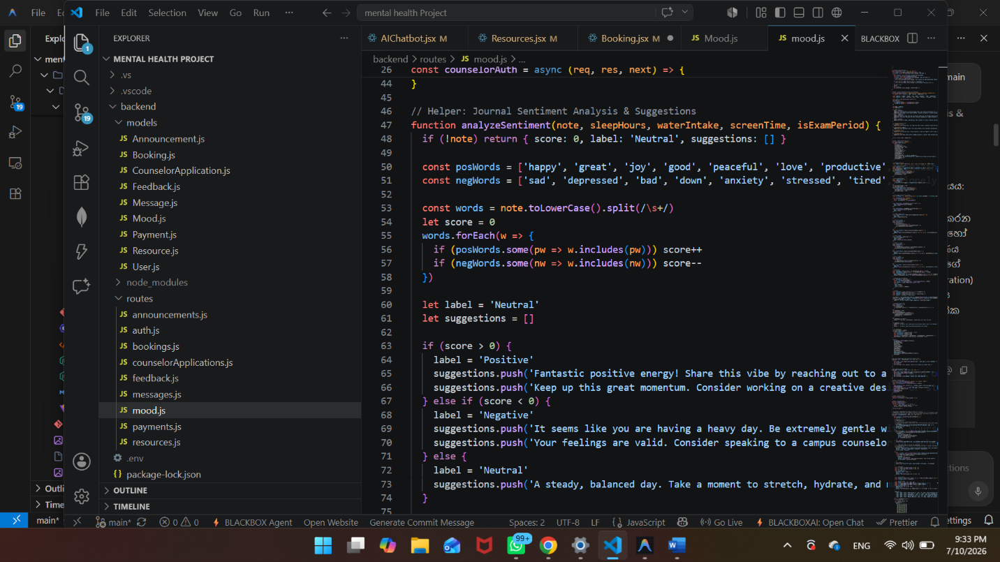 File Edit Selection View Go Run ··· mental health Project
EXPLORER
MENTAL HEALTH PROJECT
.vs
.vscode
backend
models
JS Announcement.js
JS Booking.js
JS CounselorApplication.js
JS Feedback.js
JS Message.js
JS Mood.js
JS Payment.js
JS Resource.js
JS User.js
node_modules
routes
JS announcements.js
JS auth.js
JS bookings.js
JS counselorApplications.js
JS feedback.js
JS messages.js
JS mood.js
JS payments.js
JS resources.js
.env
{} package-lock.json
OUTLINE
TIMELINE
AIChatbot.jsx M
Resources.jsx M
Booking.jsx M
JS Mood.js
JS mood.js
BLACKBOX
backend > routes > JS mood.js > ...
26 const counselorAuth = async (req, res, next) => {
44 }
45
46 // Helper: Journal Sentiment Analysis & Suggestions
47 function analyzeSentiment(note, sleepHours, waterIntake, screenTime, isExamPeriod) {
48 if (!note) return { score: 0, label: 'Neutral', suggestions: [] }
49
50 const posWords = ['happy', 'great', 'joy', 'good', 'peaceful', 'love', 'productive'
51 const negWords = ['sad', 'depressed', 'bad', 'down', 'anxiety', 'stressed', 'tired'
52
53 const words = note.toLowerCase().split(/\s+/)
54 let score = 0
55 words.forEach(w => {
56 if (posWords.some(pw => w.includes(pw))) score++
57 if (negWords.some(nw => w.includes(nw))) score--
58 })
59
60 let label = 'Neutral'
61 let suggestions = []
62
63 if (score > 0) {
64 label = 'Positive'
65 suggestions.push('Fantastic positive energy! Share this vibe by reaching out to a
66 suggestions.push('Keep up this great momentum. Consider working on a creative des
67 } else if (score < 0) {
68 label = 'Negative'
69 suggestions.push('It seems like you are having a heavy day. Be extremely gentle w
70 suggestions.push('Your feelings are valid. Consider speaking to a campus counselo
71 } else {
72 label = 'Neutral'
73 suggestions.push('A steady, balanced day. Take a moment to stretch, hydrate, and
74 }
75
main* 0 0 BLACKBOX Agent Open Website Generate Commit Message Spaces: 2 UTF-8 LF {} JavaScript Go Live BLACKBOXAI: Open Chat Prettier
File
main*
19
1
19
99+
ENG
9:33 PM
7/10/2026